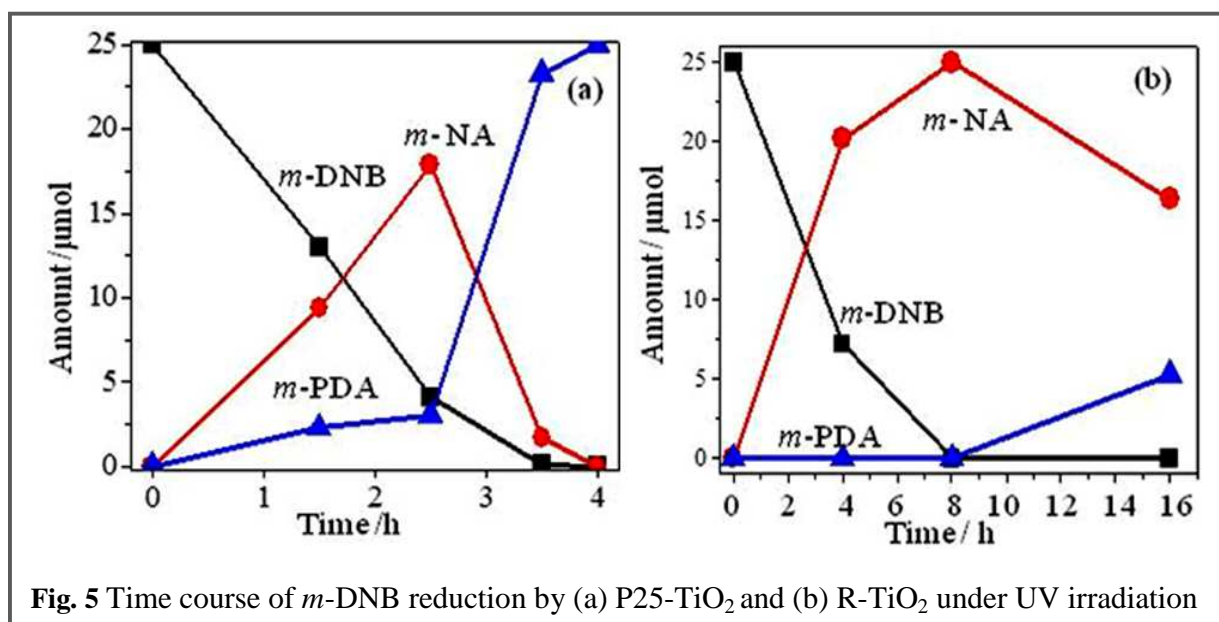 25
20
15
10
5
0
Amount / µmol
(a)
m-NA
m-DNB
m-PDA
0 1 2 3 4
Time /h
25
20
15
10
5
0
Amount / µmol
(b)
m-NA
m-DNB
m-PDA
0 2 4 6 8 10 12 14 16
Time / h
Fig. 5 Time course of m-DNB reduction by (a) P25-TiO₂ and (b) R-TiO₂ under UV irradiation